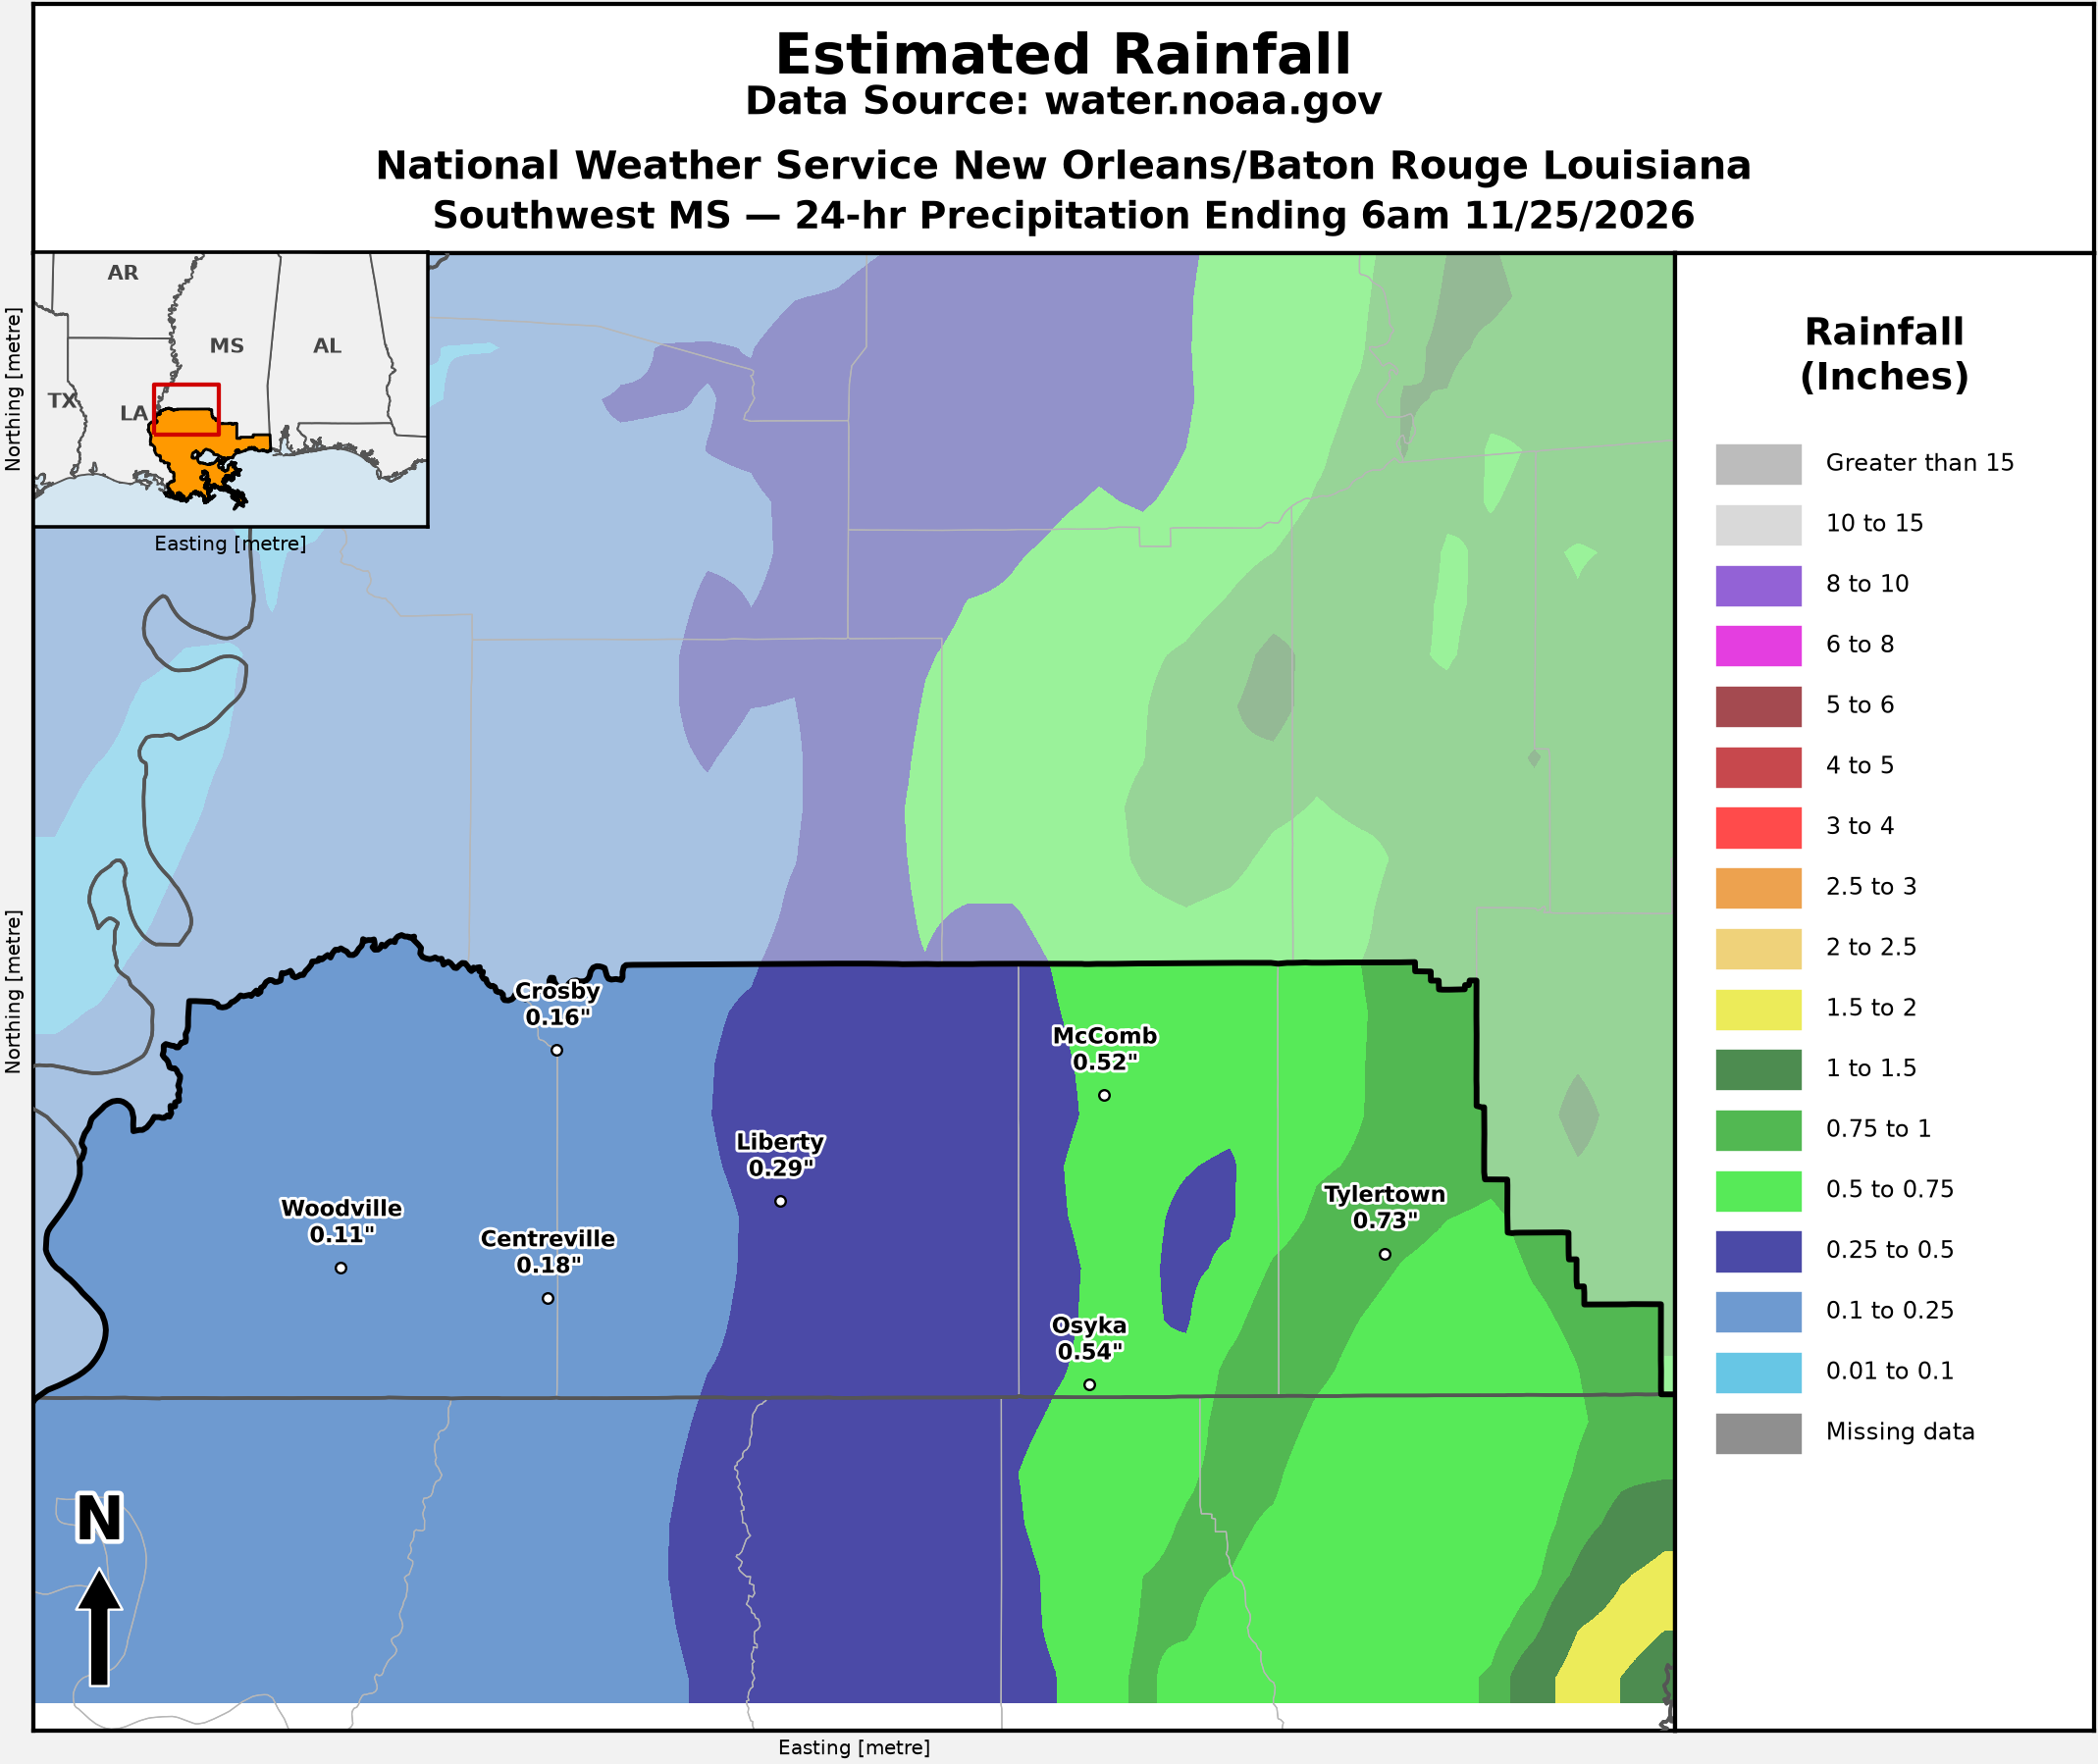 Estimated Rainfall
Data Source: water.noaa.gov
National Weather Service New Orleans/Baton Rouge Louisiana
Southwest MS — 24-hr Precipitation Ending 6am 11/25/2026
Northing [metre]
AR
MS
AL
TX
LA
Easting [metre]
Northing [metre]
Crosby
0.16"
McComb
0.52"
Liberty
0.29"
Woodville
0.11"
Centreville
0.18"
Tylertown
0.73"
Osyka
0.54"
N
Easting [metre]
Rainfall
(Inches)
Greater than 15
10 to 15
8 to 10
6 to 8
5 to 6
4 to 5
3 to 4
2.5 to 3
2 to 2.5
1.5 to 2
1 to 1.5
0.75 to 1
0.5 to 0.75
0.25 to 0.5
0.1 to 0.25
0.01 to 0.1
Missing data